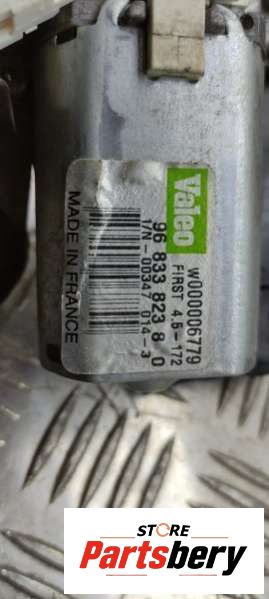 Valeo
W000006779
FIRST 4.5-172
96 833 823 8 0
1/N - 00347 014-3
MADE IN FRANCE
STORE
Partsbery